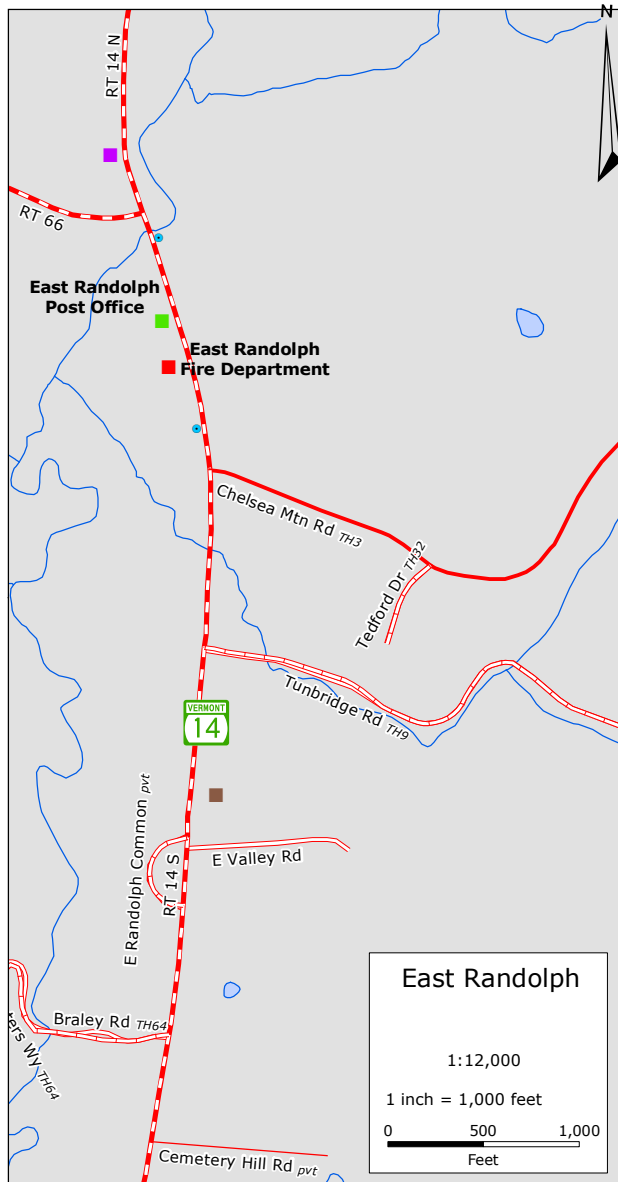 N
RT 14 N
RT 66
East Randolph
Post Office
East Randolph
Fire Department
Chelsea Mtn Rd TH3
Tedford Dr TH32
Tunbridge Rd TH9
VERMONT
14
E Randolph Common pvt
RT 14 S
E Valley Rd
Braley Rd TH64
ters Wy TH64
Cemetery Hill Rd pvt
East Randolph
1:12,000
1 inch = 1,000 feet
0 500 1,000
Feet